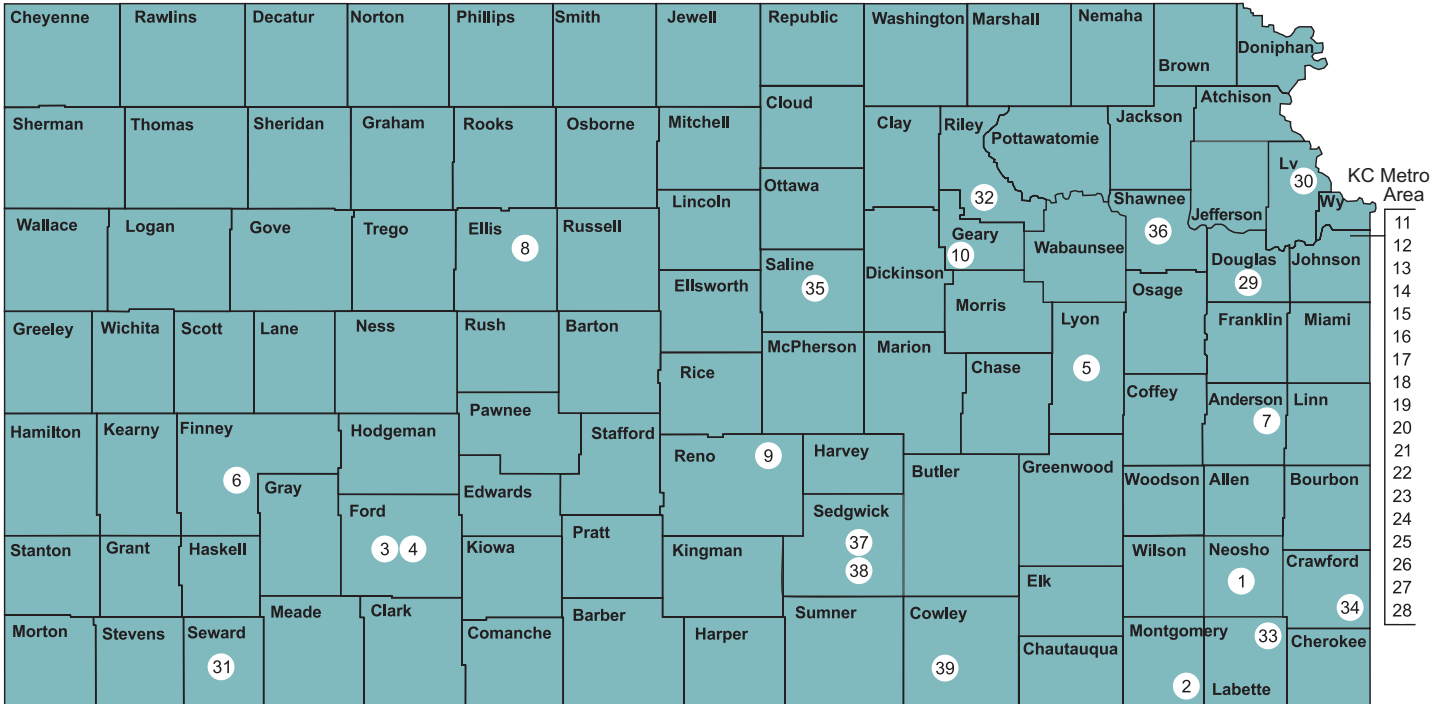 Cheyenne Rawlins Decatur Norton Phillips Smith Jewell Republic Washington Marshall Nemaha
Doniphan
Brown
Cloud Atchison
Sherman Thomas Sheridan Graham Rooks Osborne Mitchell Clay Riley Jackson
Pottawatomie
Lv
30 KC Metro
Area
Ottawa
Lincoln 32 Shawnee Wy
Wallace Logan Gove Trego Ellis Russell Jefferson 11
8 Geary Wabaunsee 36 12
10
Saline Dickinson Douglas Johnson 13
Ellsworth 35 Osage 29 14
Morris 15
Greeley Wichita Scott Lane Ness Rush Barton Lyon Franklin Miami
16
McPherson Marion 17
Rice Chase 5 18
Coffey Anderson Linn 19
Pawnee 7 20
Hamilton Kearny Finney Hodgeman Stafford
Reno 9 Harvey 21
Butler Greenwood 22
6 Gray Edwards Woodson Allen Bourbon 23
Ford Sedgwick 24
Pratt 37
3 4 25
Stanton Grant Haskell Kiowa Kingman Wilson Neosho
Crawford 26
38 1
Elk 27
Meade Clark Barber Sumner Cowley 34 28
Morton Stevens Seward Comanche Harper Montgomery 33
Chautauqua Cherokee
31 39
2 Labette